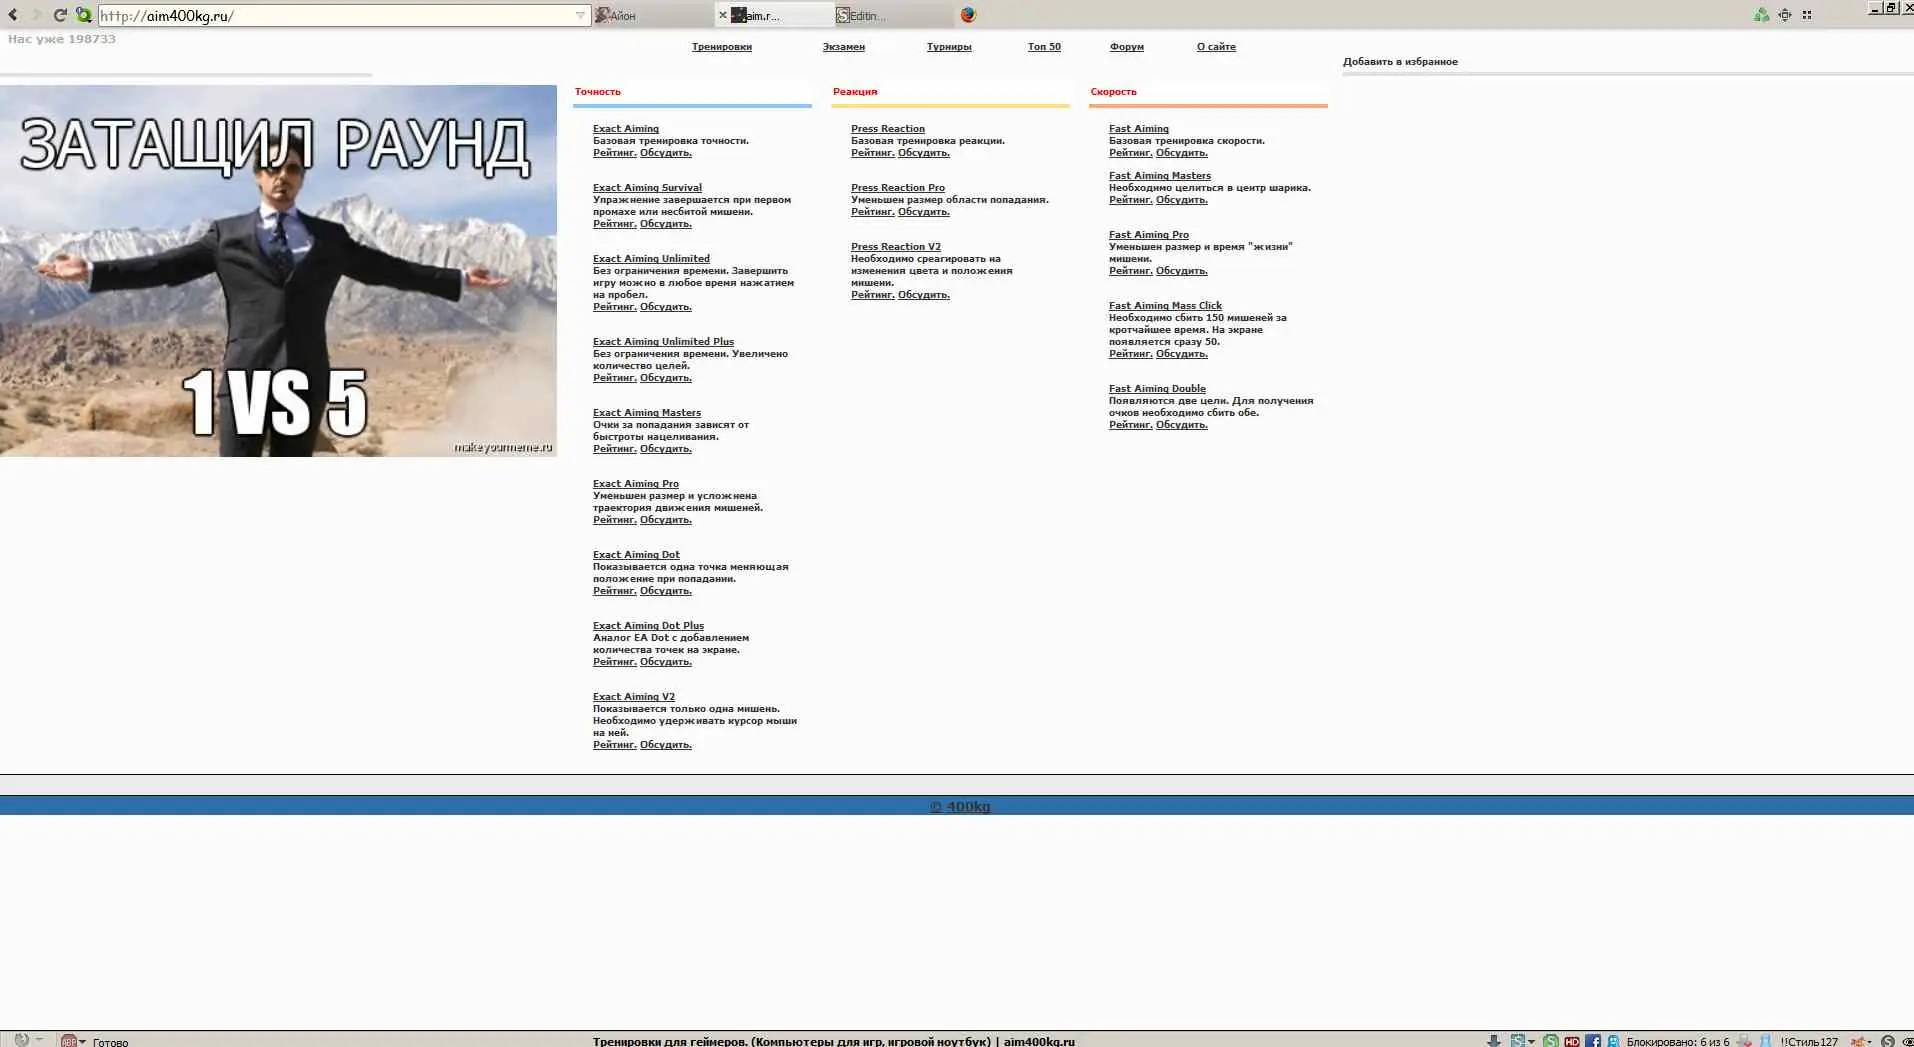 http://aim400kg.ru/
Айон
aim.r...
Editin...
Нас уже 198733
Тренировки
Экзамен
Турниры
Топ 50
Форум
О сайте
Добавить в избранное
ЗАТАЩИЛ РАУНД
1 VS 5
makeyourmeme.ru
Точность
Exact Aiming
Базовая тренировка точности.
Рейтинг. Обсудить.
Exact Aiming Survival
Упражнение завершается при первом
промахе или несбитой мишени.
Рейтинг. Обсудить.
Exact Aiming Unlimited
Без ограничения времени. Завершить
игру можно в любое время нажатием
на пробел.
Рейтинг. Обсудить.
Exact Aiming Unlimited Plus
Без ограничения времени. Увеличено
количество целей.
Рейтинг. Обсудить.
Exact Aiming Masters
Очки за попадания зависят от
быстроты нацеливания.
Рейтинг. Обсудить.
Exact Aiming Pro
Уменьшен размер и усложнена
траектория движения мишеней.
Рейтинг. Обсудить.
Exact Aiming Dot
Показывается одна точка меняющая
положение при попадании.
Рейтинг. Обсудить.
Exact Aiming Dot Plus
Аналог EA Dot с добавлением
количества точек на экране.
Рейтинг. Обсудить.
Exact Aiming V2
Показывается только одна мишень.
Необходимо удерживать курсор мыши
на ней.
Рейтинг. Обсудить.
Реакция
Press Reaction
Базовая тренировка реакции.
Рейтинг. Обсудить.
Press Reaction Pro
Уменьшен размер области попадания.
Рейтинг. Обсудить.
Press Reaction V2
Необходимо среагировать на
изменения цвета и положения
мишени.
Рейтинг. Обсудить.
Скорость
Fast Aiming
Базовая тренировка скорости.
Рейтинг. Обсудить.
Fast Aiming Masters
Необходимо целиться в центр шарика.
Рейтинг. Обсудить.
Fast Aiming Pro
Уменьшен размер и время "жизни"
мишени.
Рейтинг. Обсудить.
Fast Aiming Mass Click
Необходимо сбить 150 мишеней за
кротчайшее время. На экране
появляется сразу 50.
Рейтинг. Обсудить.
Fast Aiming Double
Появляются две цели. Для получения
очков необходимо сбить обе.
Рейтинг. Обсудить.
© 400kg
ABP
Готово
Тренировки для геймеров. (Компьютеры для игр, игровой ноутбук) | aim400kg.ru
HD
Блокировано: 6 из 6
!!Стиль127